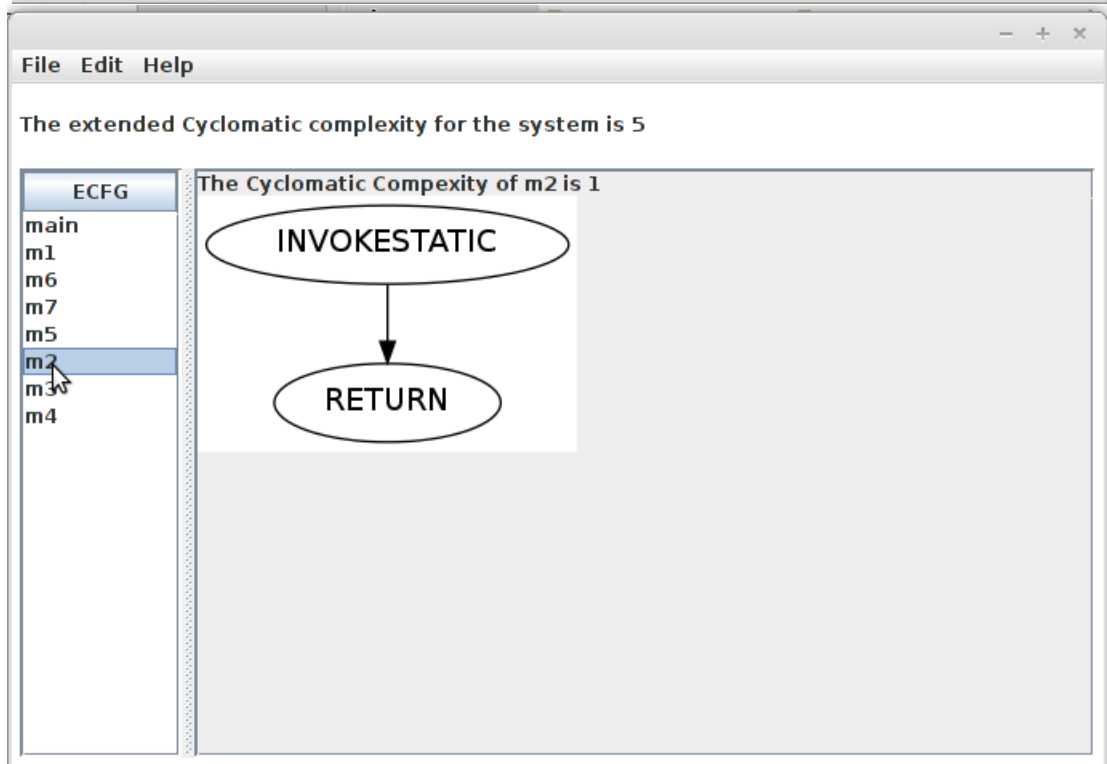 File Edit Help
The extended Cyclomatic complexity for the system is 5
ECFG
main
m1
m6
m7
m5
m2
m3
m4
The Cyclomatic Compexity of m2 is 1
INVOKESTATIC
RETURN